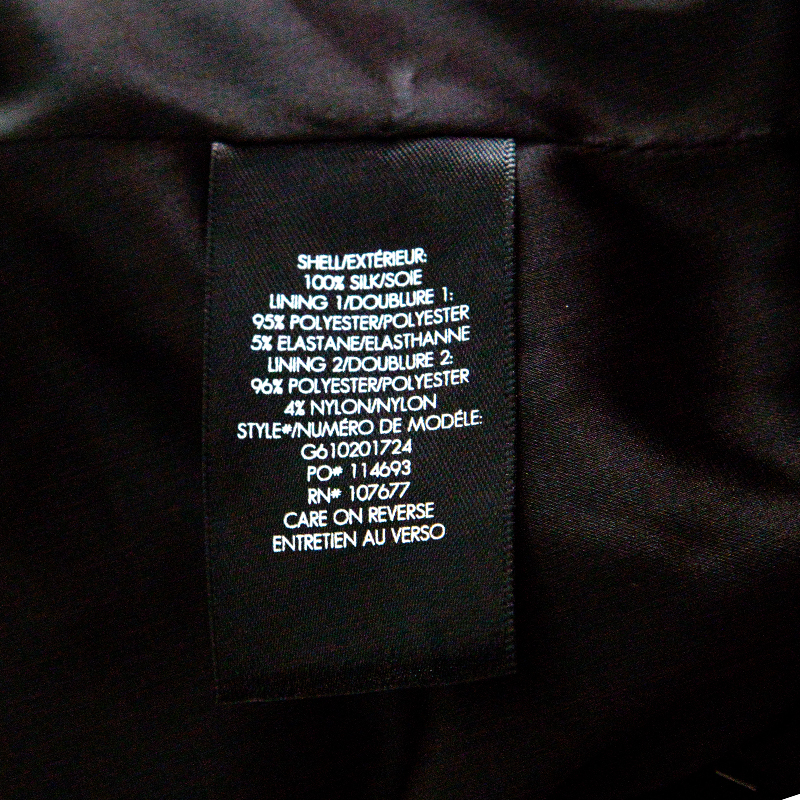 SHELL/EXTÉRIEUR:
100% SILK/SOIE
LINING 1/DOUBLURE 1:
95% POLYESTER/POLYESTER
5% ELASTANE/ELASTHANNE
LINING 2/DOUBLURE 2:
96% POLYESTER/POLYESTER
4% NYLON/NYLON
STYLE#/NUMÉRO DE MODÉLE:
G610201724
PO# 114693
RN# 107677
CARE ON REVERSE
ENTRETIEN AU VERSO